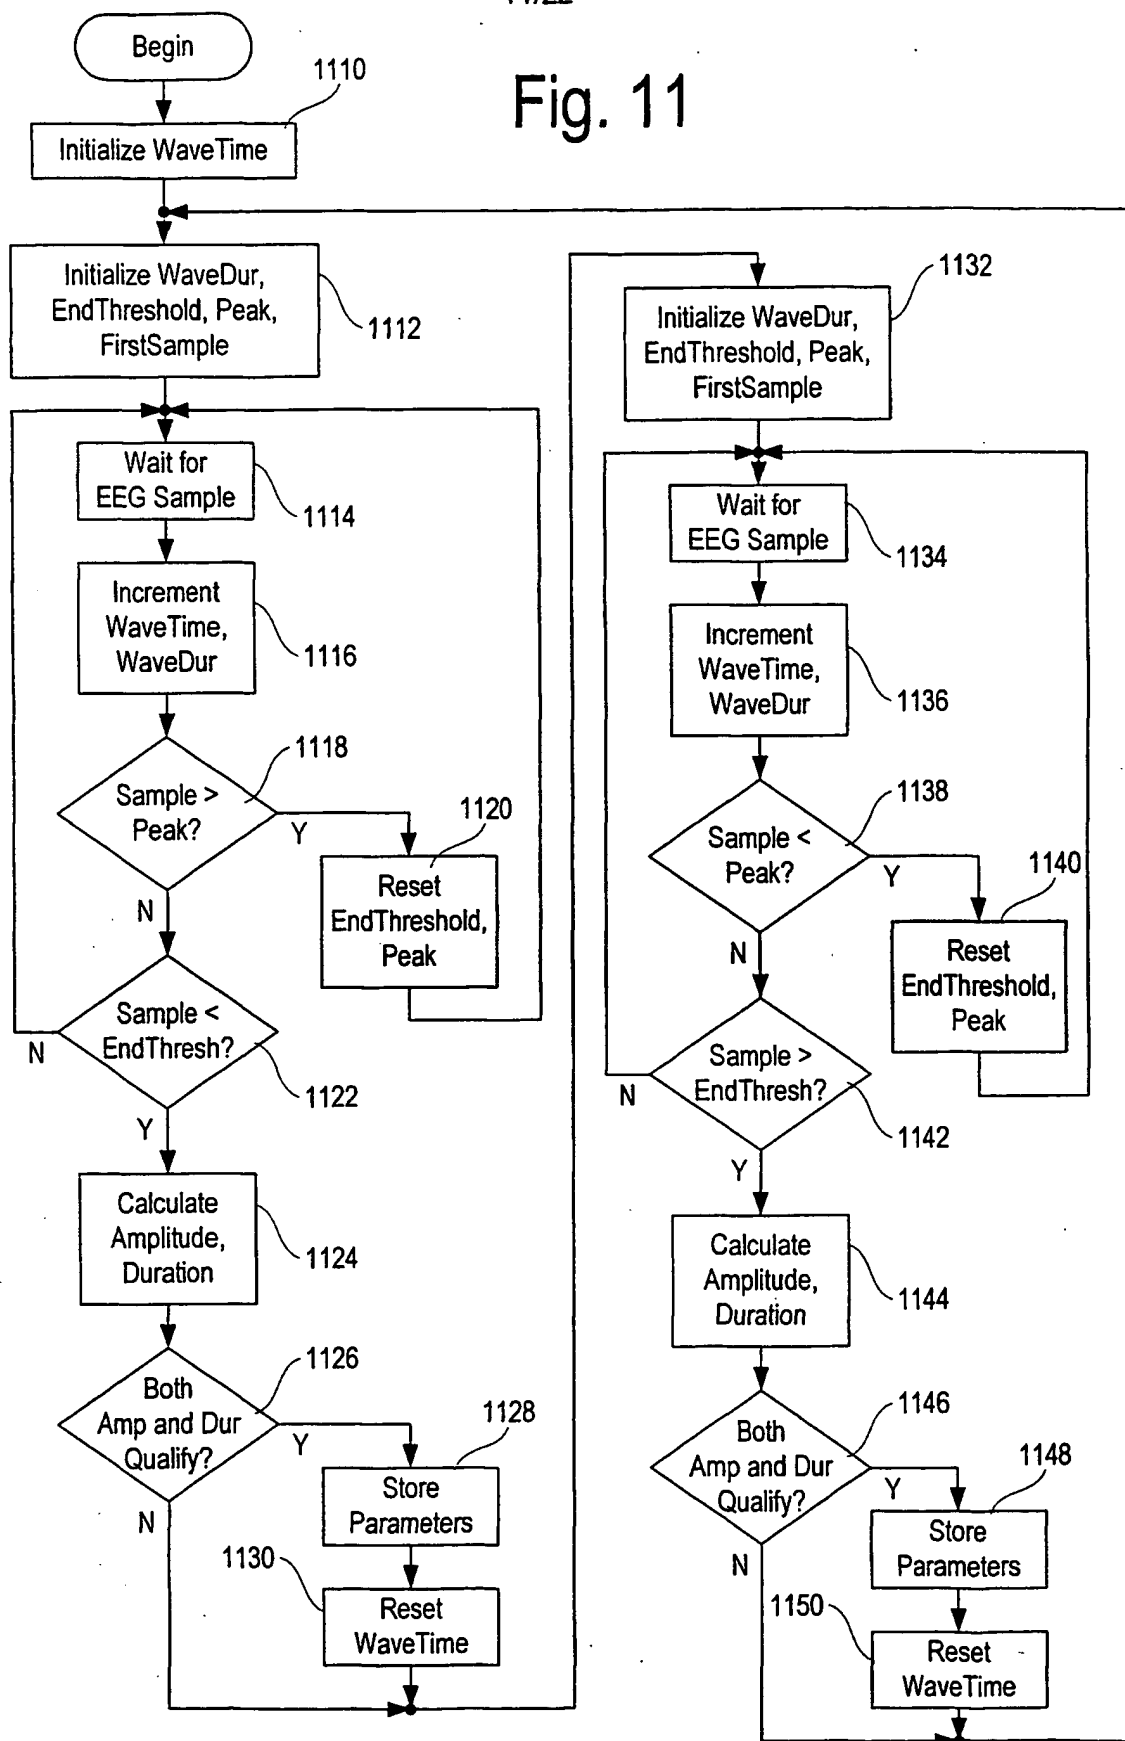 Begin
1110
Fig. 11
Initialize WaveTime
Initialize WaveDur,
EndThreshold, Peak,
FirstSample
1112
Wait for
EEG Sample
1114
Increment
WaveTime,
WaveDur
1116
Sample >
Peak?
1118
Y
N
1120
Reset
EndThreshold,
Peak
Sample <
EndThresh?
N
1122
Y
Calculate
Amplitude,
Duration
1124
Both
Amp and Dur
Qualify?
1126
Y
N
1128
Store
Parameters
1130
Reset
WaveTime
1132
Initialize WaveDur,
EndThreshold, Peak,
FirstSample
Wait for
EEG Sample
1134
Increment
WaveTime,
WaveDur
1136
Sample <
Peak?
1138
Y
N
1140
Reset
EndThreshold,
Peak
Sample >
EndThresh?
N
1142
Y
Calculate
Amplitude,
Duration
1144
Both
Amp and Dur
Qualify?
1146
Y
N
1148
Store
Parameters
1150
Reset
WaveTime